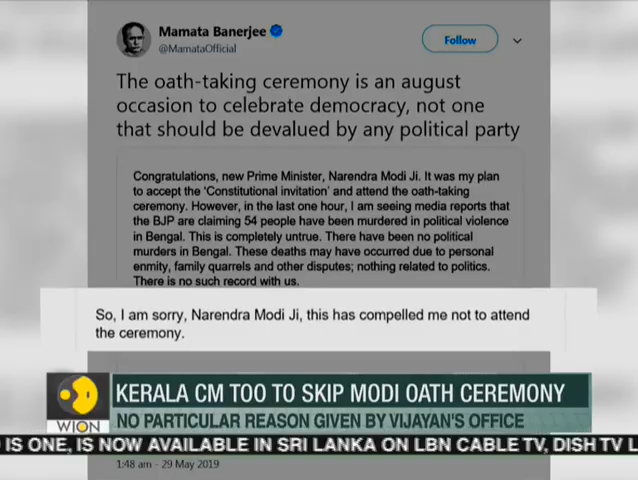 Mamata Banerjee
@MamataOfficial
Follow
The oath-taking ceremony is an august
occasion to celebrate democracy, not one
that should be devalued by any political party
Congratulations, new Prime Minister, Narendra Modi Ji. It was my plan
to accept the 'Constitutional invitation' and attend the oath-taking
ceremony. However, in the last one hour, I am seeing media reports that
the BJP are claiming 54 people have been murdered in political violence
in Bengal. This is completely untrue. There have been no political
murders in Bengal. These deaths may have occurred due to personal
enmity, family quarrels and other disputes; nothing related to politics.
There is no such record with us.
So, I am sorry, Narendra Modi Ji, this has compelled me not to attend
the ceremony.
KERALA CM TOO TO SKIP MODI OATH CEREMONY
NO PARTICULAR REASON GIVEN BY VIJAYAN'S OFFICE
WION
IS ONE, IS NOW AVAILABLE IN SRI LANKA ON LBN CABLE TV, DISH TV L
1:48 am - 29 May 2019